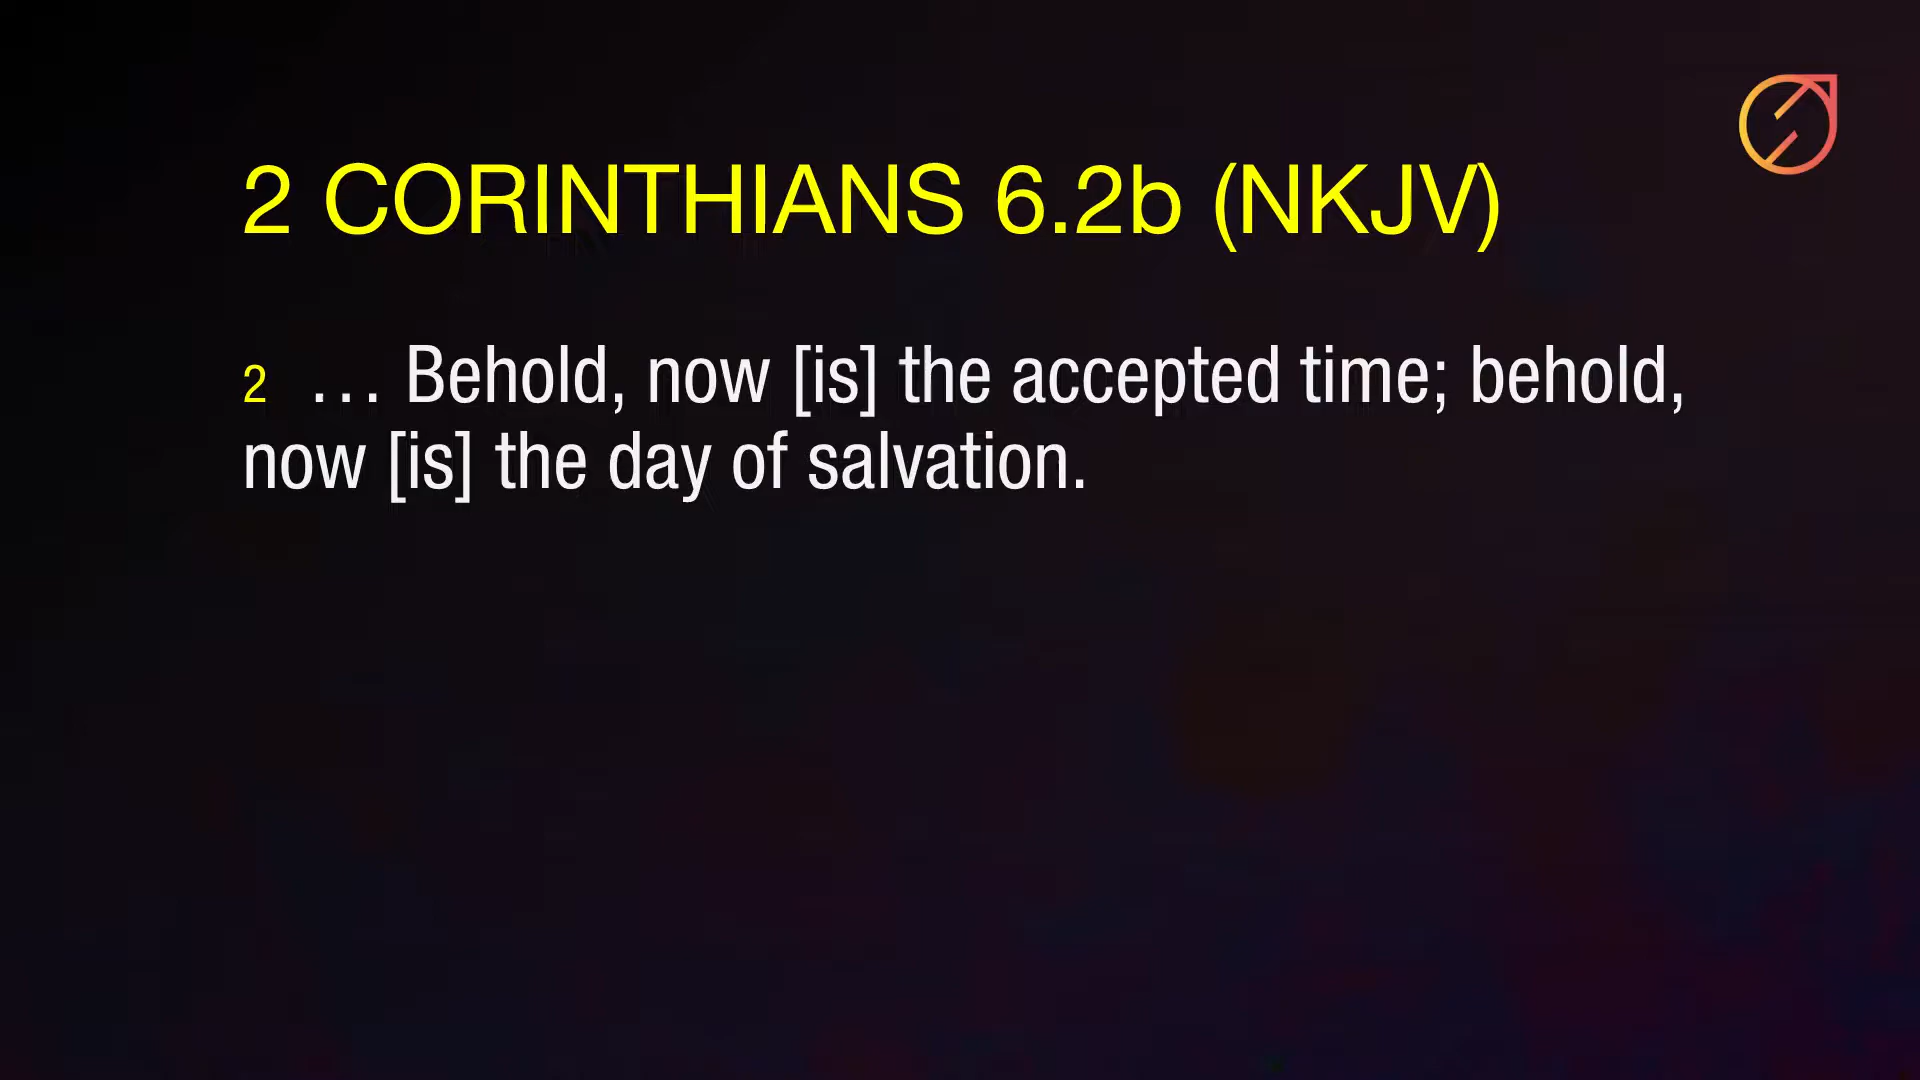 2 CORINTHIANS 6.2b (NKJV)
2 … Behold, now [is] the accepted time; behold,
now [is] the day of salvation.